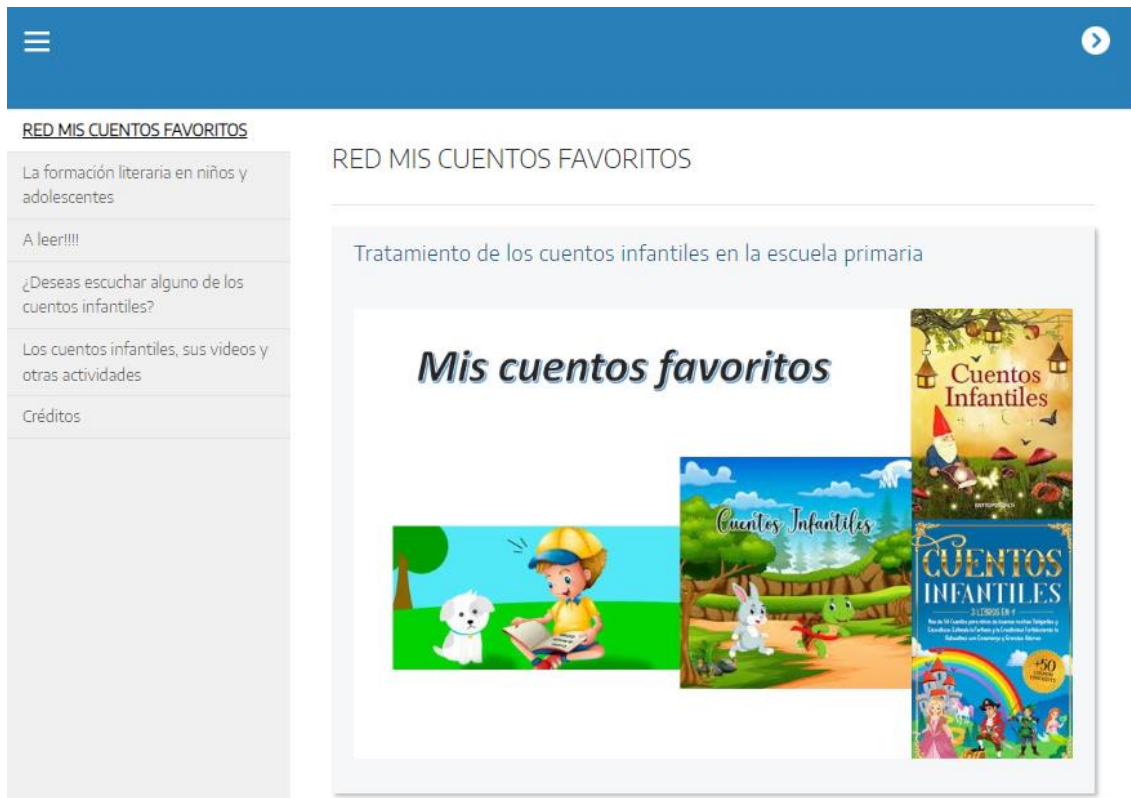 RED MIS CUENTOS FAVORITOS
La formación literaria en niños y
adolescentes
A leer!!!!
¿Deseas escuchar alguno de los
cuentos infantiles?
Los cuentos infantiles, sus videos y
otras actividades
Créditos
RED MIS CUENTOS FAVORITOS
Tratamiento de los cuentos infantiles en la escuela primaria
Mis cuentos favoritos
Cuentos
Infantiles
Cuentos Infantiles
CUENTOS
INFANTILES
3 LIBROS EN 1
+50